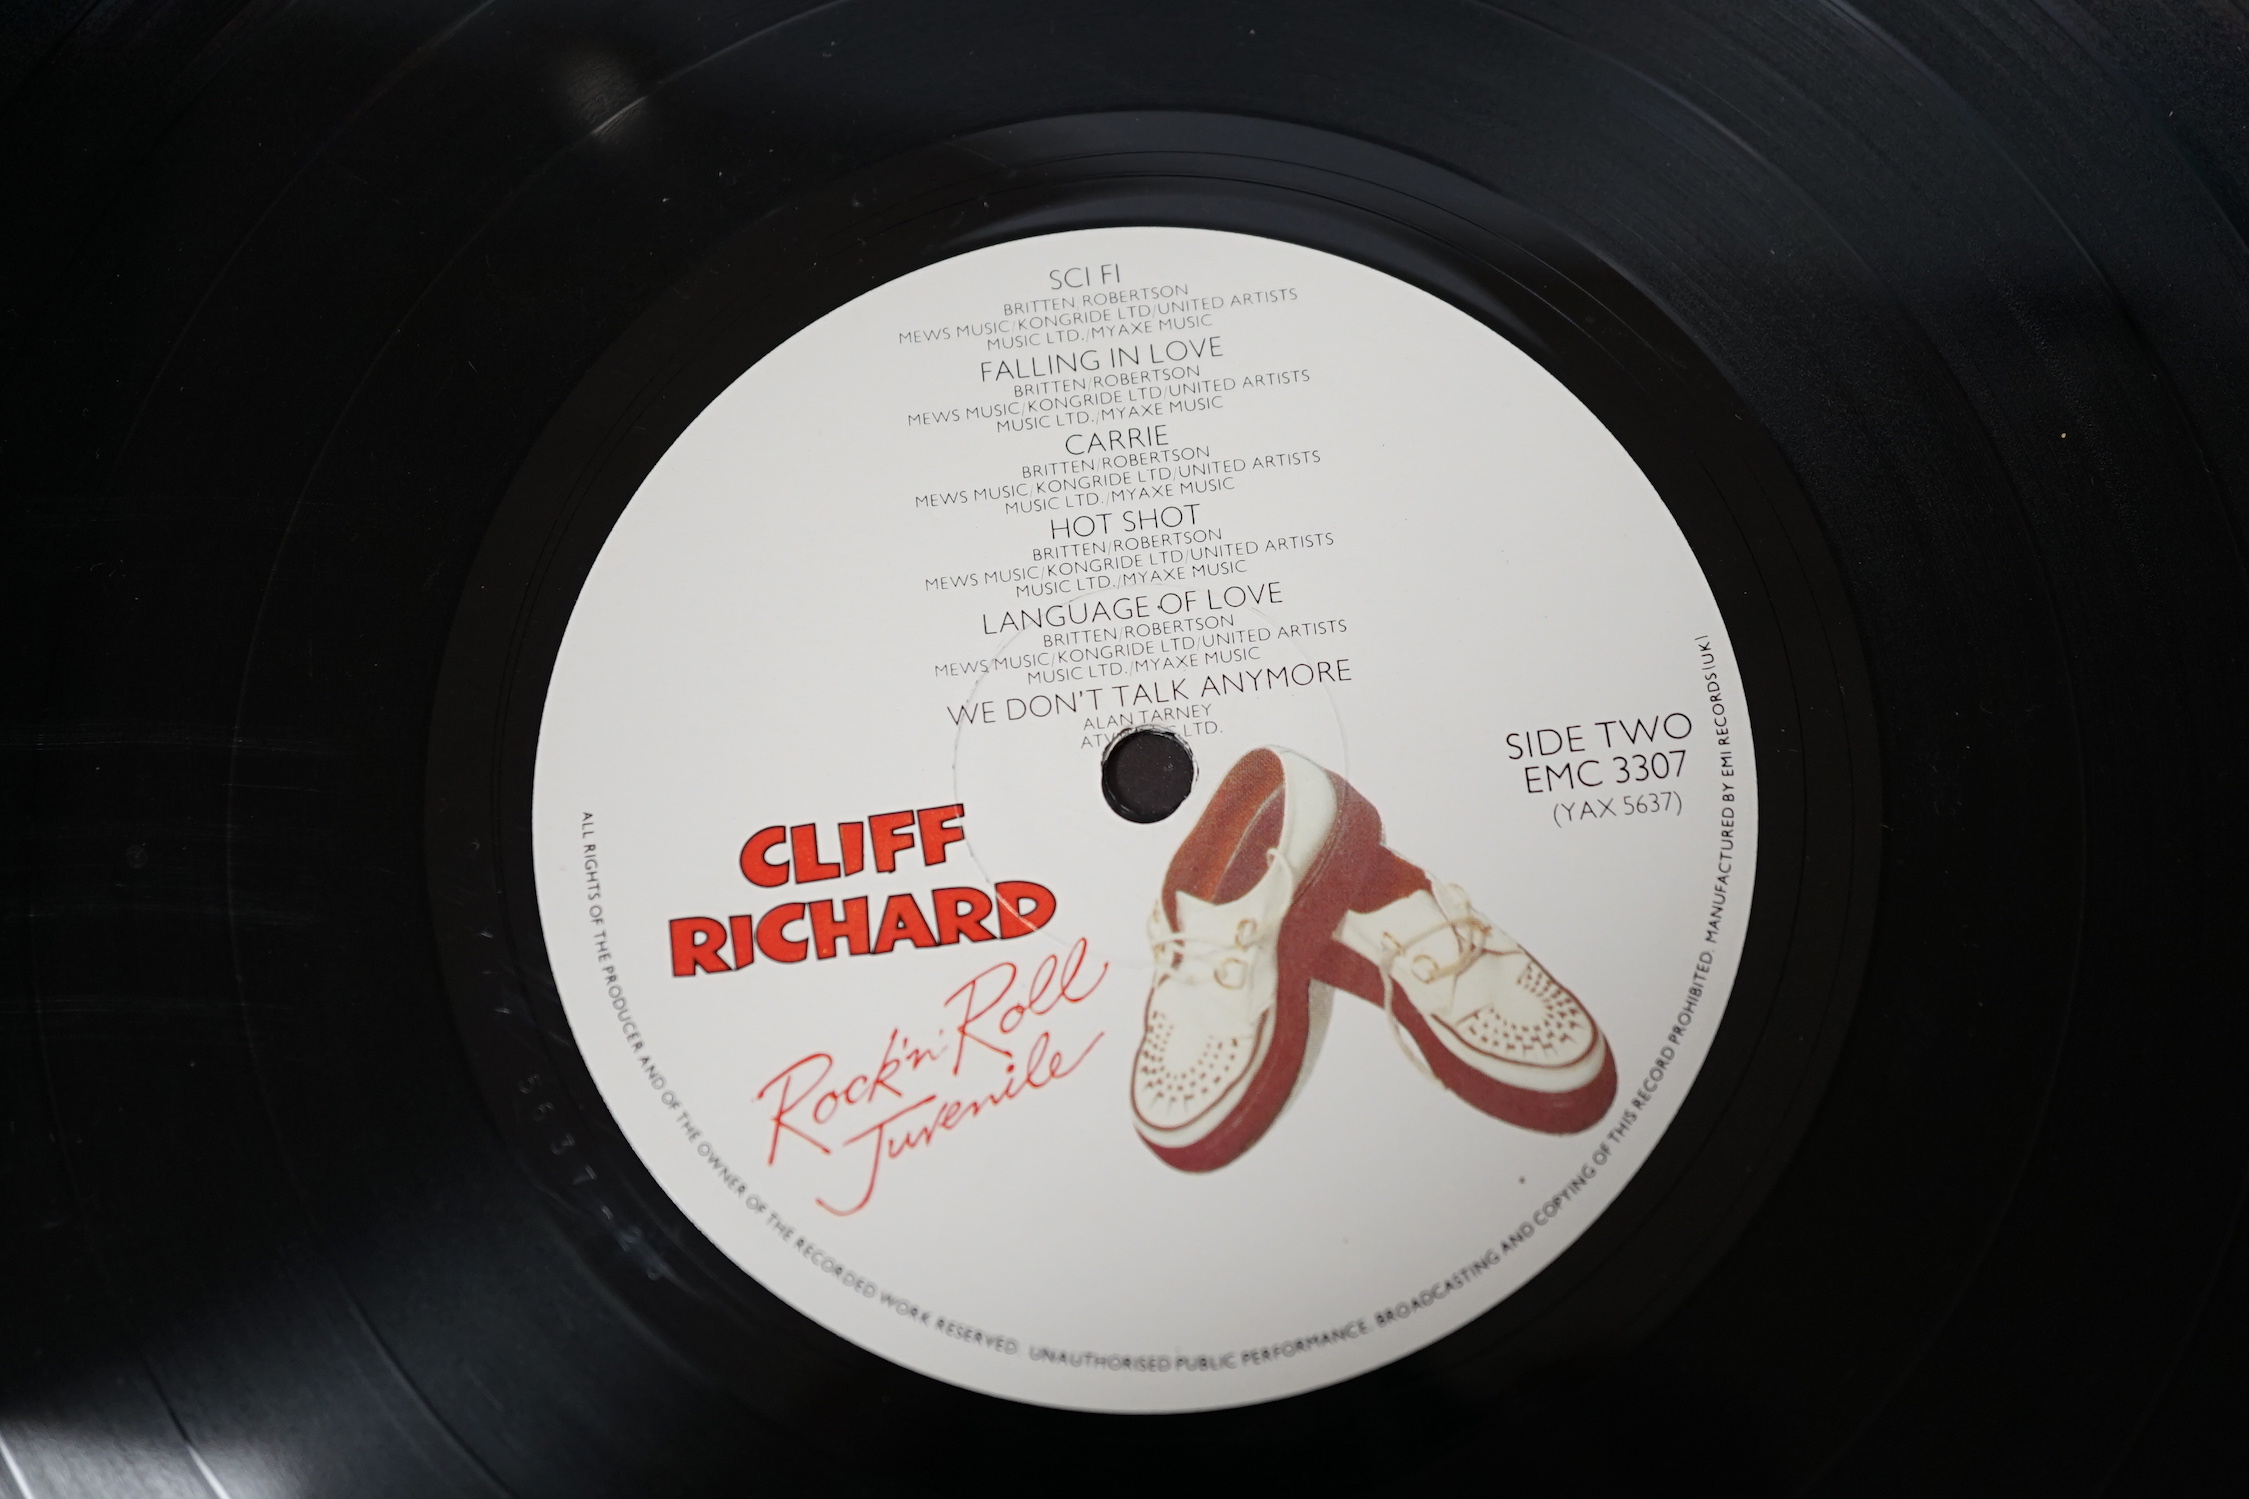 SCI FI
BRITTEN ROBERTSON
MEWS MUSIC/KONGRIDE LTD/UNITED ARTISTS
MUSIC LTD./MYAXE MUSIC
FALLING IN LOVE
BRITTEN/ROBERTSON
MEWS MUSIC/KONGRIDE LTD/UNITED ARTISTS
MUSIC LTD./MYAXE MUSIC
CARRIE
BRITTEN/ROBERTSON
MEWS MUSIC/KONGRIDE LTD/UNITED ARTISTS
MUSIC LTD./MYAXE MUSIC
HOT SHOT
BRITTEN/ROBERTSON
MEWS MUSIC/KONGRIDE LTD/UNITED ARTISTS
MUSIC LTD./MYAXE MUSIC
LANGUAGE OF LOVE
BRITTEN/ROBERTSON
MEWS MUSIC/KONGRIDE LTD/UNITED ARTISTS
MUSIC LTD./MYAXE MUSIC
WE DON'T TALK ANYMORE
ALAN TARNEY
LTD.
SIDE TWO
EMC 3307
(YAX 5637)
CLIFF
RICHARD
Rock 'n' Roll
Juvenile
ALL RIGHTS OF THE PRODUCER AND OF THE OWNER OF THE RECORDED WORK RESERVED. UNAUTHORISED PUBLIC PERFORMANCE. BROADCASTING AND COPYING OF THIS RECORD PROHIBITED. MANUFACTURED BY EMI RECORDS (UK)